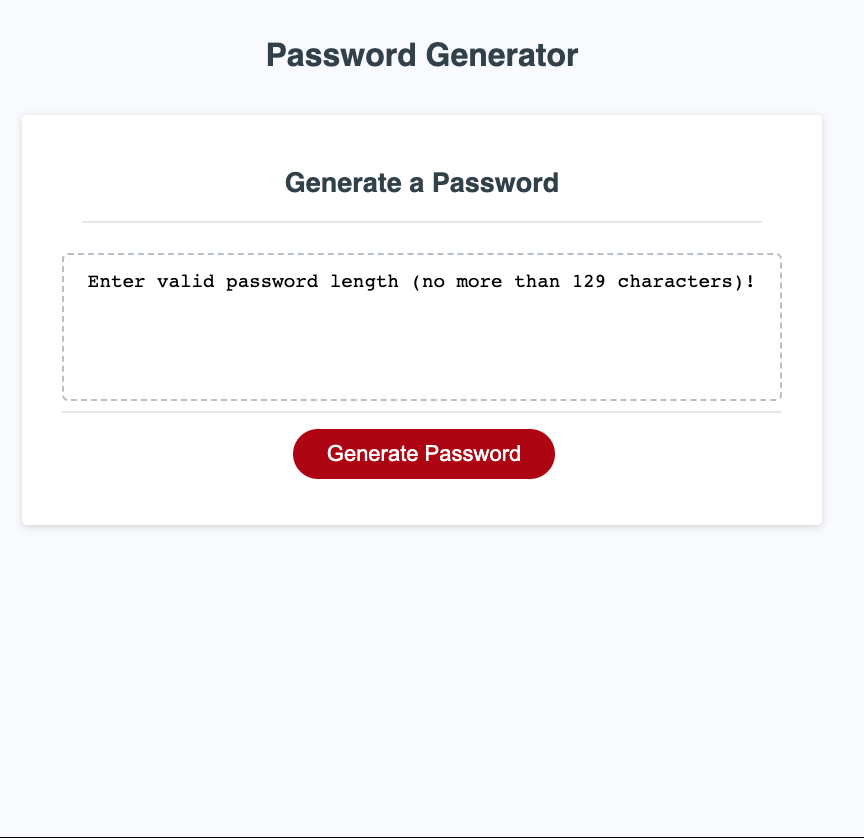 Password Generator
Generate a Password
Enter valid password length (no more than 129 characters)!
Generate Password